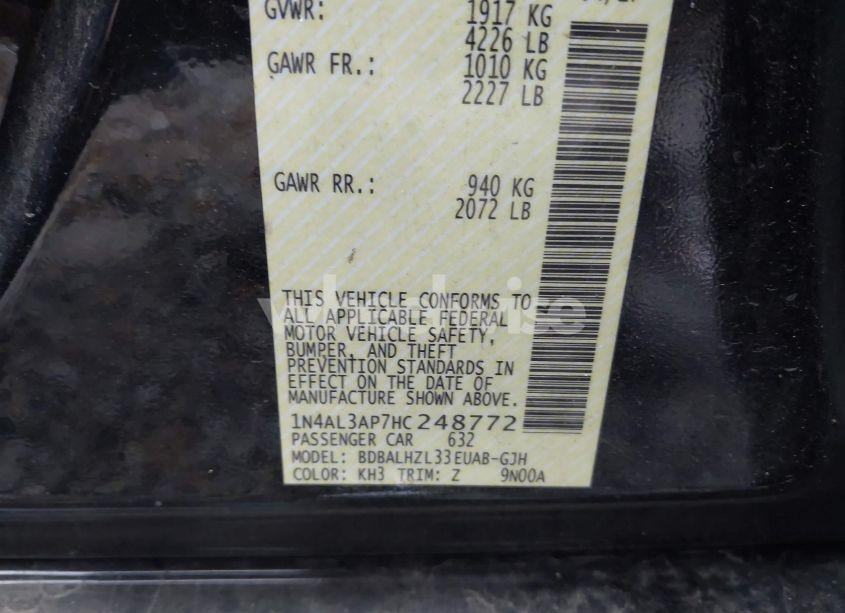 GVWR: 1917 KG
4226 LB
GAWR FR.: 1010 KG
2227 LB
GAWR RR.: 940 KG
2072 LB
THIS VEHICLE CONFORMS TO
ALL APPLICABLE FEDERAL
MOTOR VEHICLE SAFETY,
BUMPER, AND THEFT
PREVENTION STANDARDS IN
EFFECT ON THE DATE OF
MANUFACTURE SHOWN ABOVE.
1N4AL3AP7HC248772
PASSENGER CAR 632
MODEL: BDBALHZL33EUAB-GJH
COLOR: KH3 TRIM: Z 9N00A